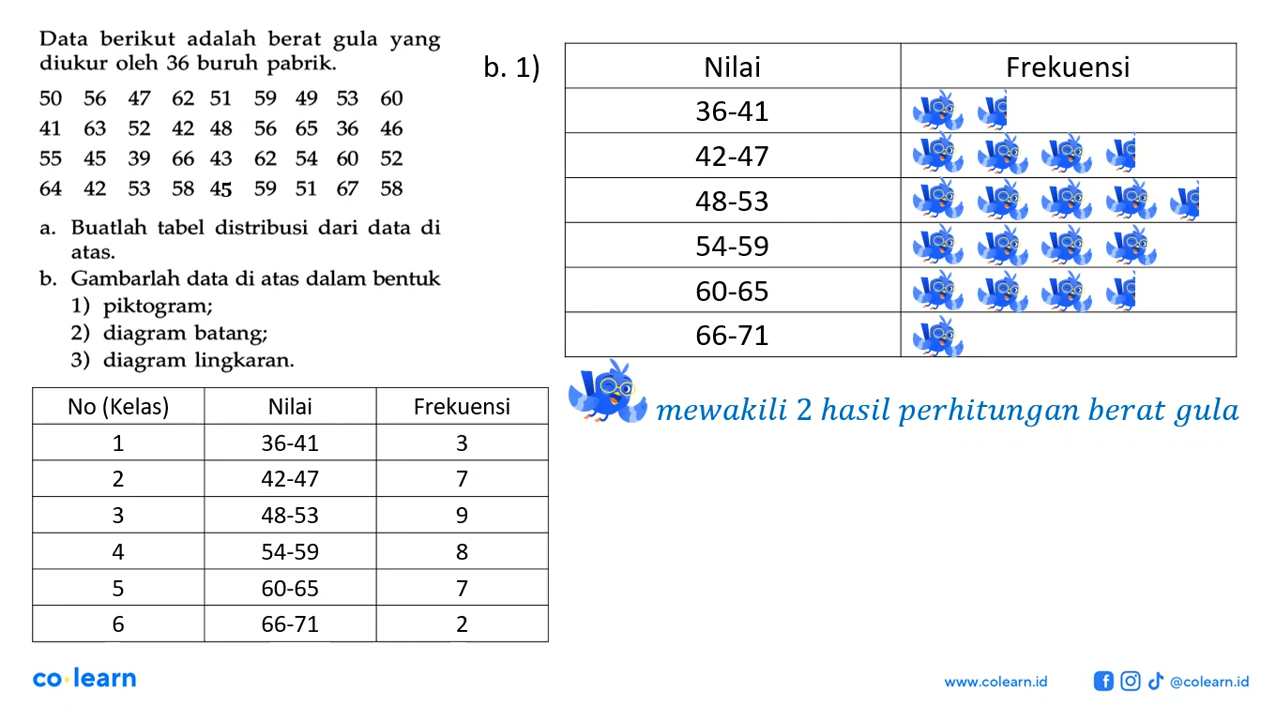 Data berikut adalah berat gula yang
diukur oleh 36 buruh pabrik.
50 56 47 62 51 59 49 53 60
41 63 52 42 48 56 65 36 46
55 45 39 66 43 62 54 60 52
64 42 53 58 45 59 51 67 58
a. Buatlah tabel distribusi dari data di
atas.
b. Gambarlah data di atas dalam bentuk
1) piktogram;
2) diagram batang;
3) diagram lingkaran.
No (Kelas) Nilai Frekuensi
1 36-41 3
2 42-47 7
3 48-53 9
4 54-59 8
5 60-65 7
6 66-71 2
b. 1)
Nilai Frekuensi
36-41
42-47
48-53
54-59
60-65
66-71
mewakili 2 hasil perhitungan berat gula
co learn
www.colearn.id
@colearn.id